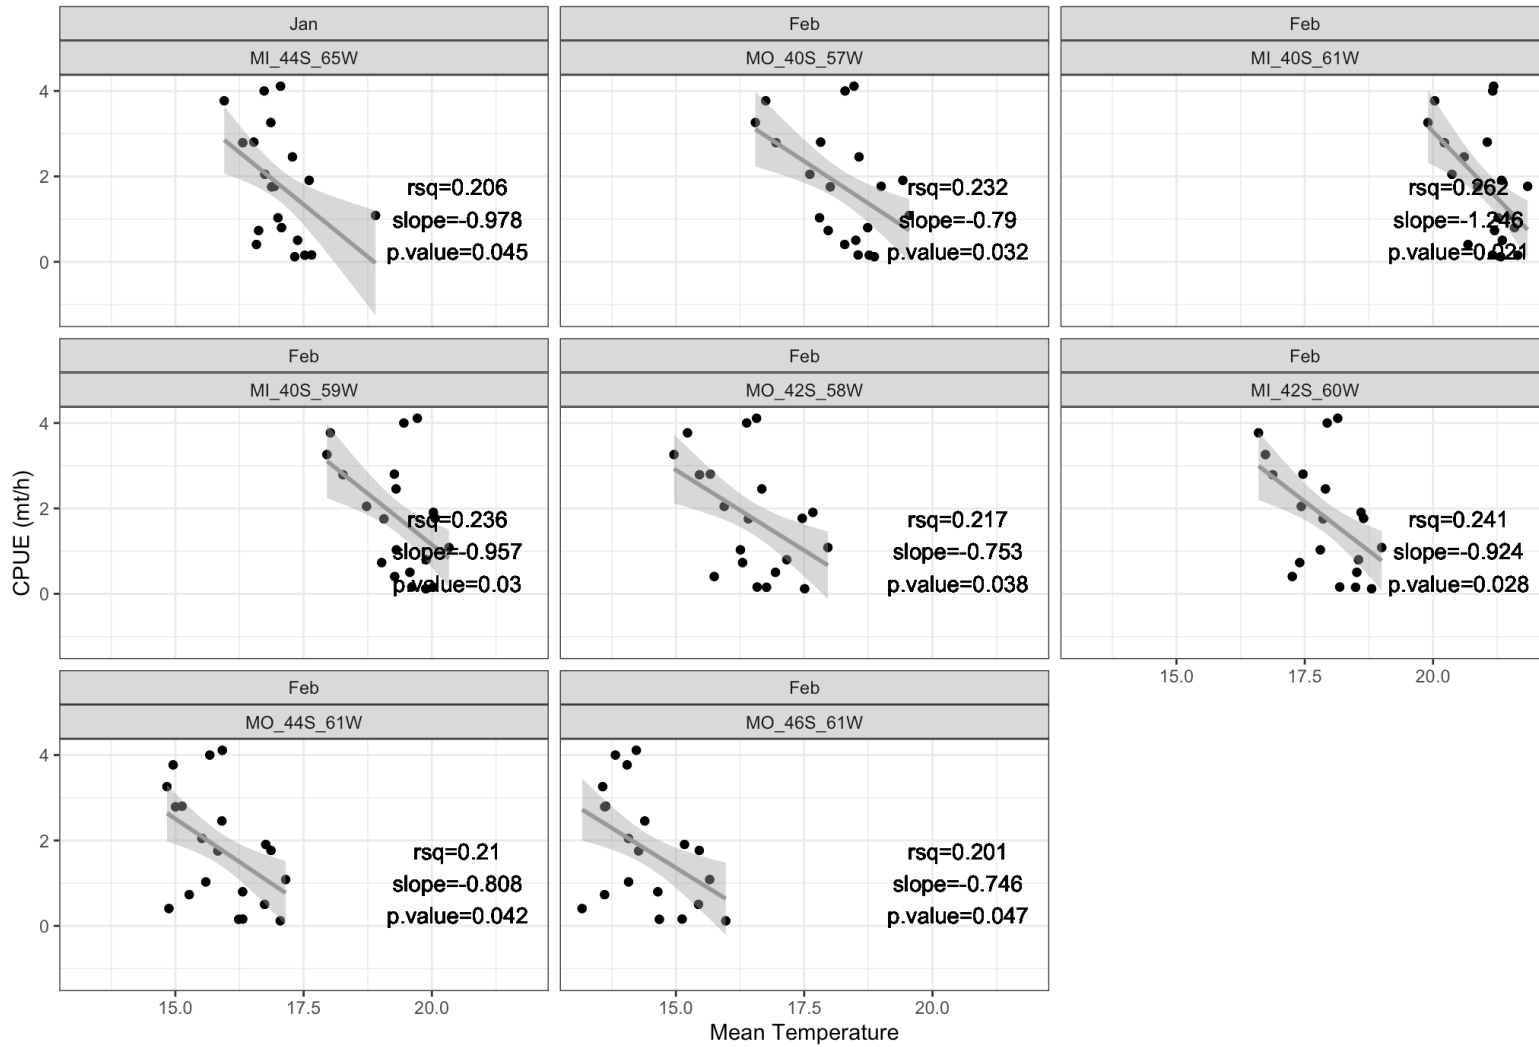 Jan
Feb
Feb
MI_44S_65W
MO_40S_57W
MI_40S_61W
4
2
0
rsq=0.206
slope=-0.978
p.value=0.045
rsq=0.232
slope=-0.79
p.value=0.032
rsq=0.262
slope=-1.246
p.value=0.021
Feb
Feb
Feb
MI_40S_59W
MO_42S_58W
MI_42S_60W
CPUE (mt/h)
4
2
0
rsq=0.236
slope=-0.957
p.value=0.03
rsq=0.217
slope=-0.753
p.value=0.038
rsq=0.241
slope=-0.924
p.value=0.028
15.0 17.5 20.0
Feb
Feb
MO_44S_61W
MO_46S_61W
4
2
0
rsq=0.21
slope=-0.808
p.value=0.042
rsq=0.201
slope=-0.746
p.value=0.047
15.0 17.5 20.0
15.0 17.5 20.0
Mean Temperature